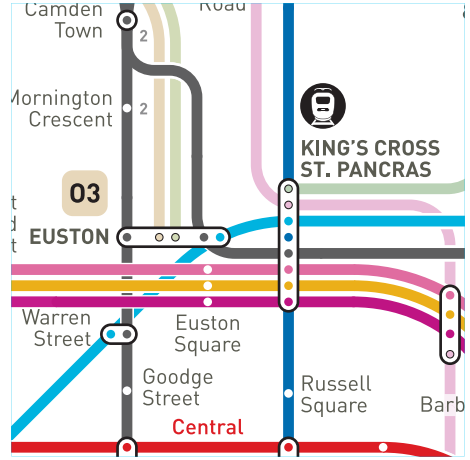 Camden
Town
Road
2
2
Mornington
Crescent
KING'S CROSS
ST. PANCRAS
03
EUSTON
Warren
Street
Euston
Square
Goodge
Street
Russell
Square
Barb
Central